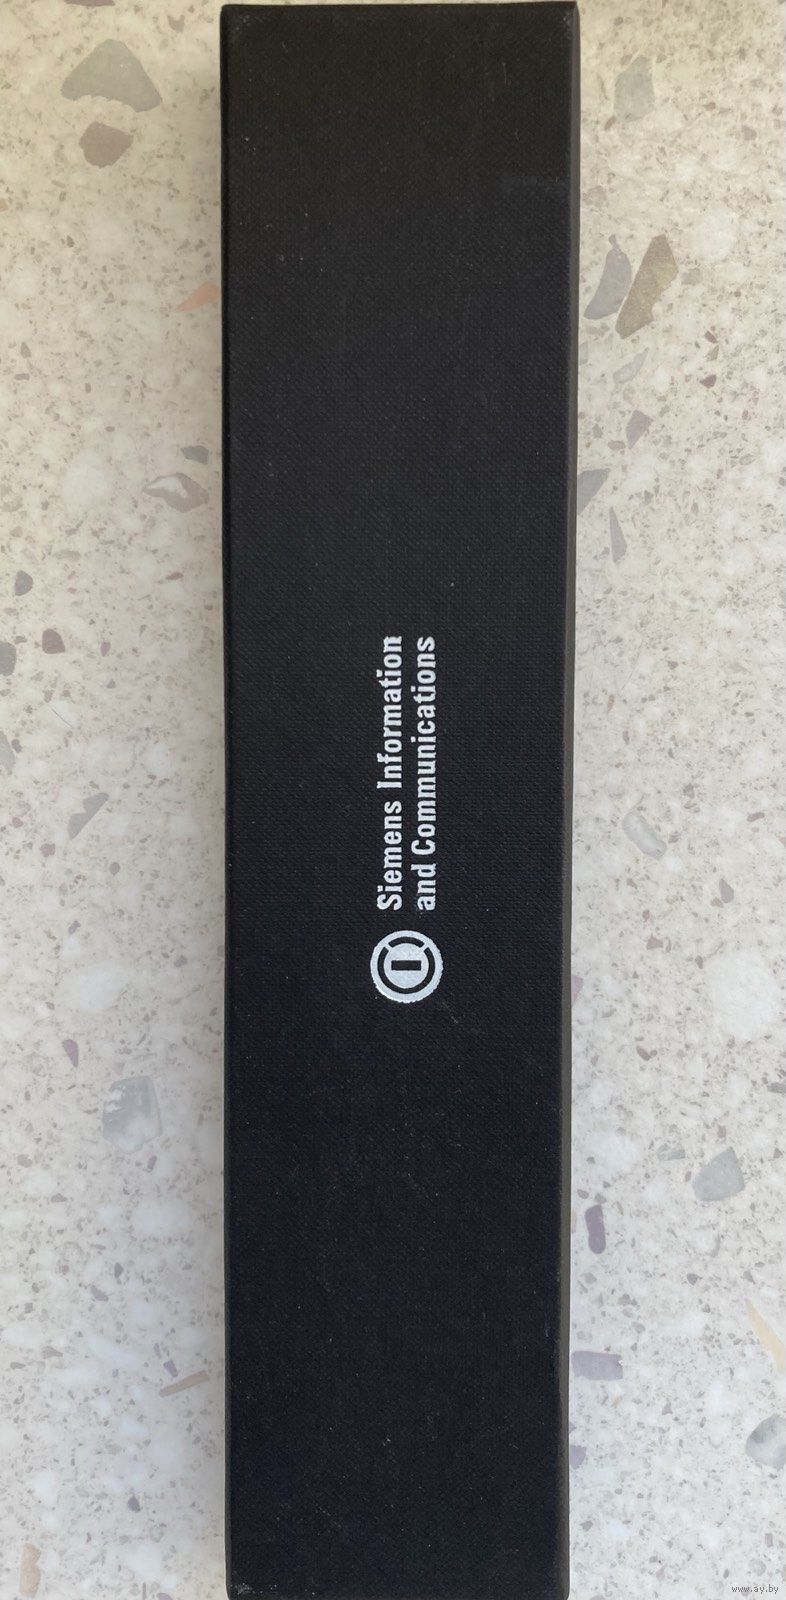 Siemens Information
and Communications
www.ay.by